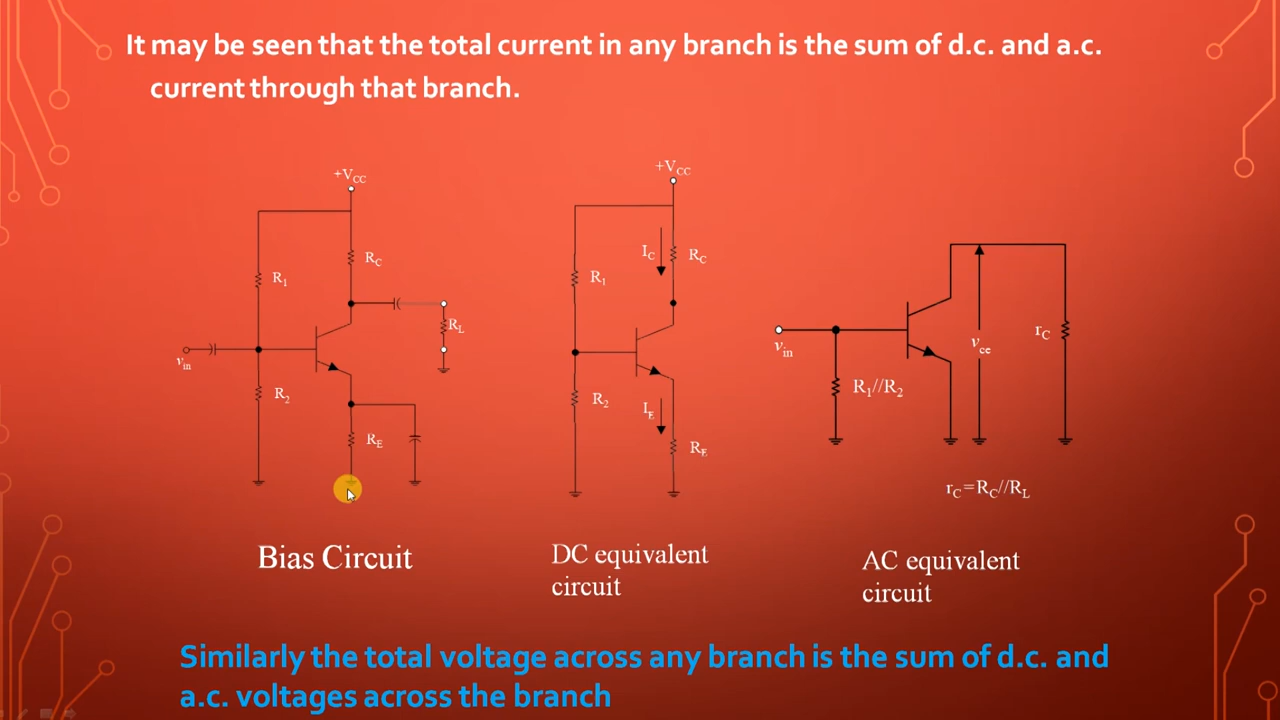 It may be seen that the total current in any branch is the sum of d.c. and a.c.
current through that branch.
+VCC
RC
R1
RL
vin
R2
RE
Bias Circuit
+VCC
IC
RC
R1
R2
IE
RE
DC equivalent
circuit
vin
R1//R2
vce
rC
rC=RC//RL
AC equivalent
circuit
Similarly the total voltage across any branch is the sum of d.c. and
a.c. voltages across the branch